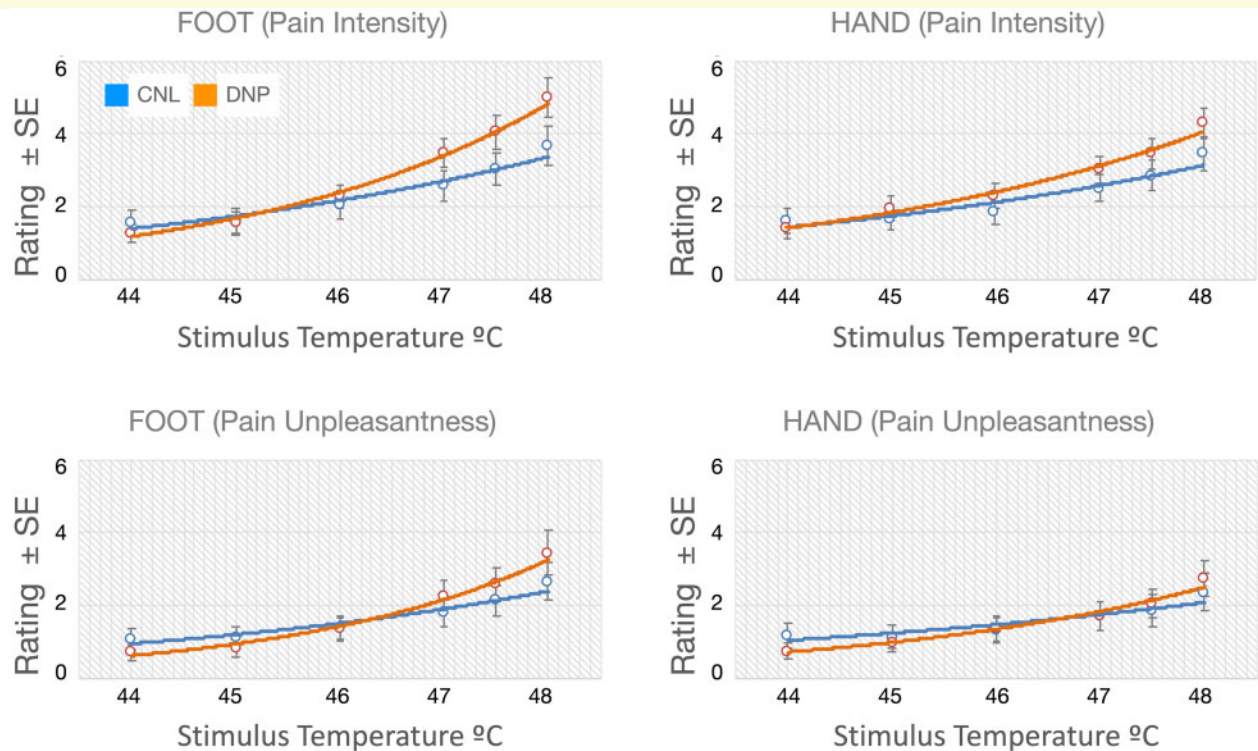 FOOT (Pain Intensity)
6
4
2
0
Rating ± SE
CNL DNP
44 45 46 47 48
Stimulus Temperature ºC
HAND (Pain Intensity)
6
4
2
0
Rating ± SE
44 45 46 47 48
Stimulus Temperature ºC
FOOT (Pain Unpleasantness)
6
4
2
0
Rating ± SE
44 45 46 47 48
Stimulus Temperature ºC
HAND (Pain Unpleasantness)
6
4
2
0
Rating ± SE
44 45 46 47 48
Stimulus Temperature ºC